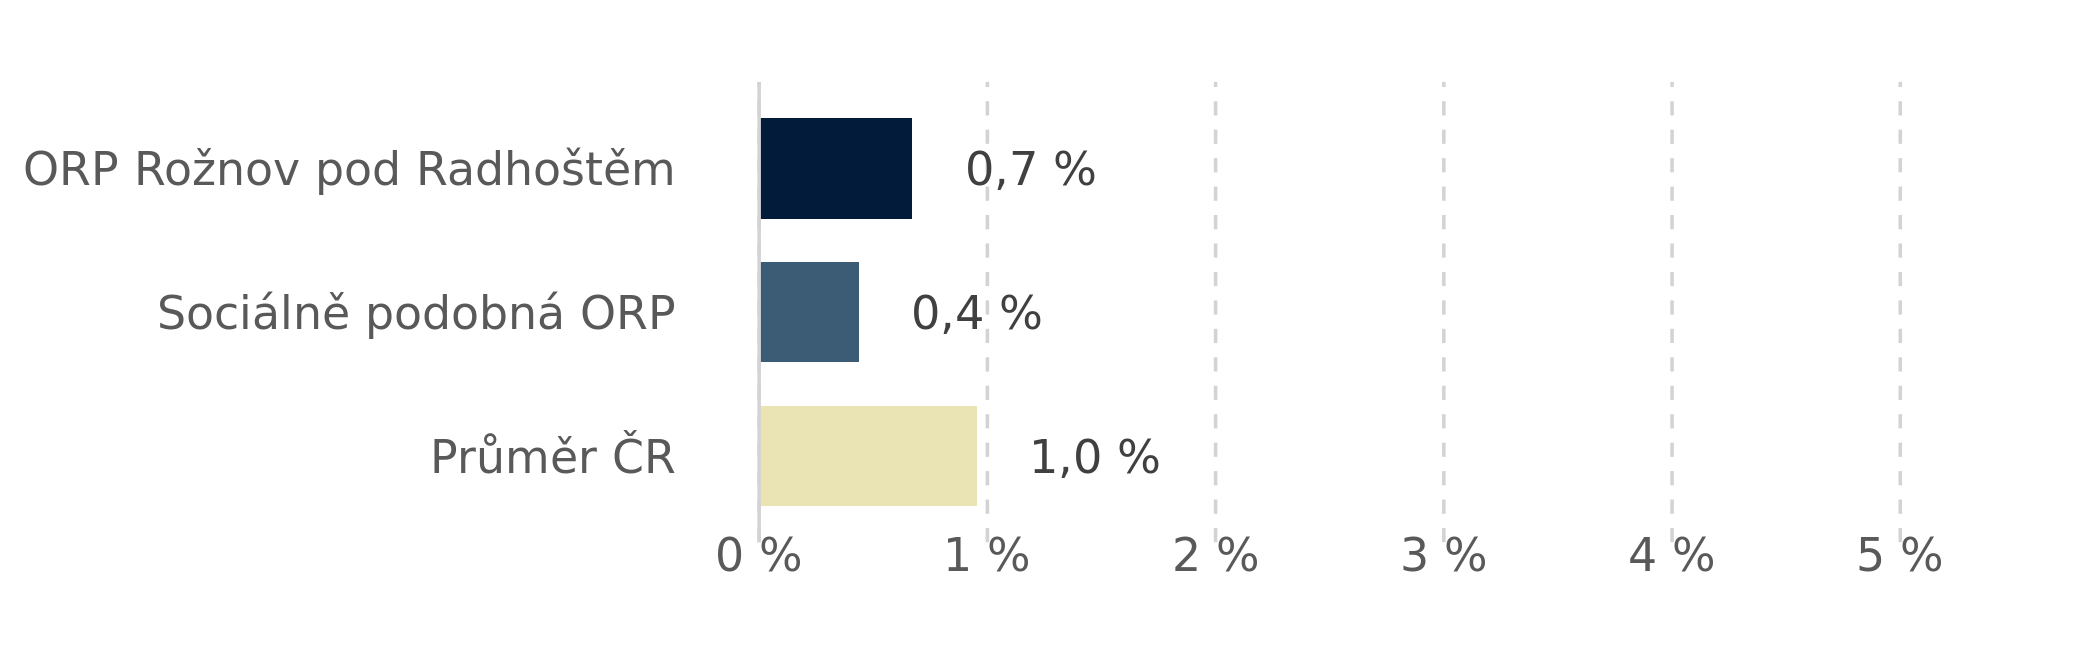 ORP Rožnov pod Radhoštěm 0,7 %
Sociálně podobná ORP 0,4 %
Průměr ČR 1,0 %
0 % 1 % 2 % 3 % 4 % 5 %